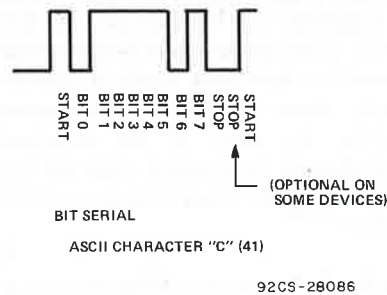 START
BIT 0
BIT 1
BIT 2
BIT 3
BIT 4
BIT 5
BIT 6
BIT 7
STOP
STOP
START
(OPTIONAL ON
SOME DEVICES)
BIT SERIAL
ASCII CHARACTER "C" (41)
92CS-28086